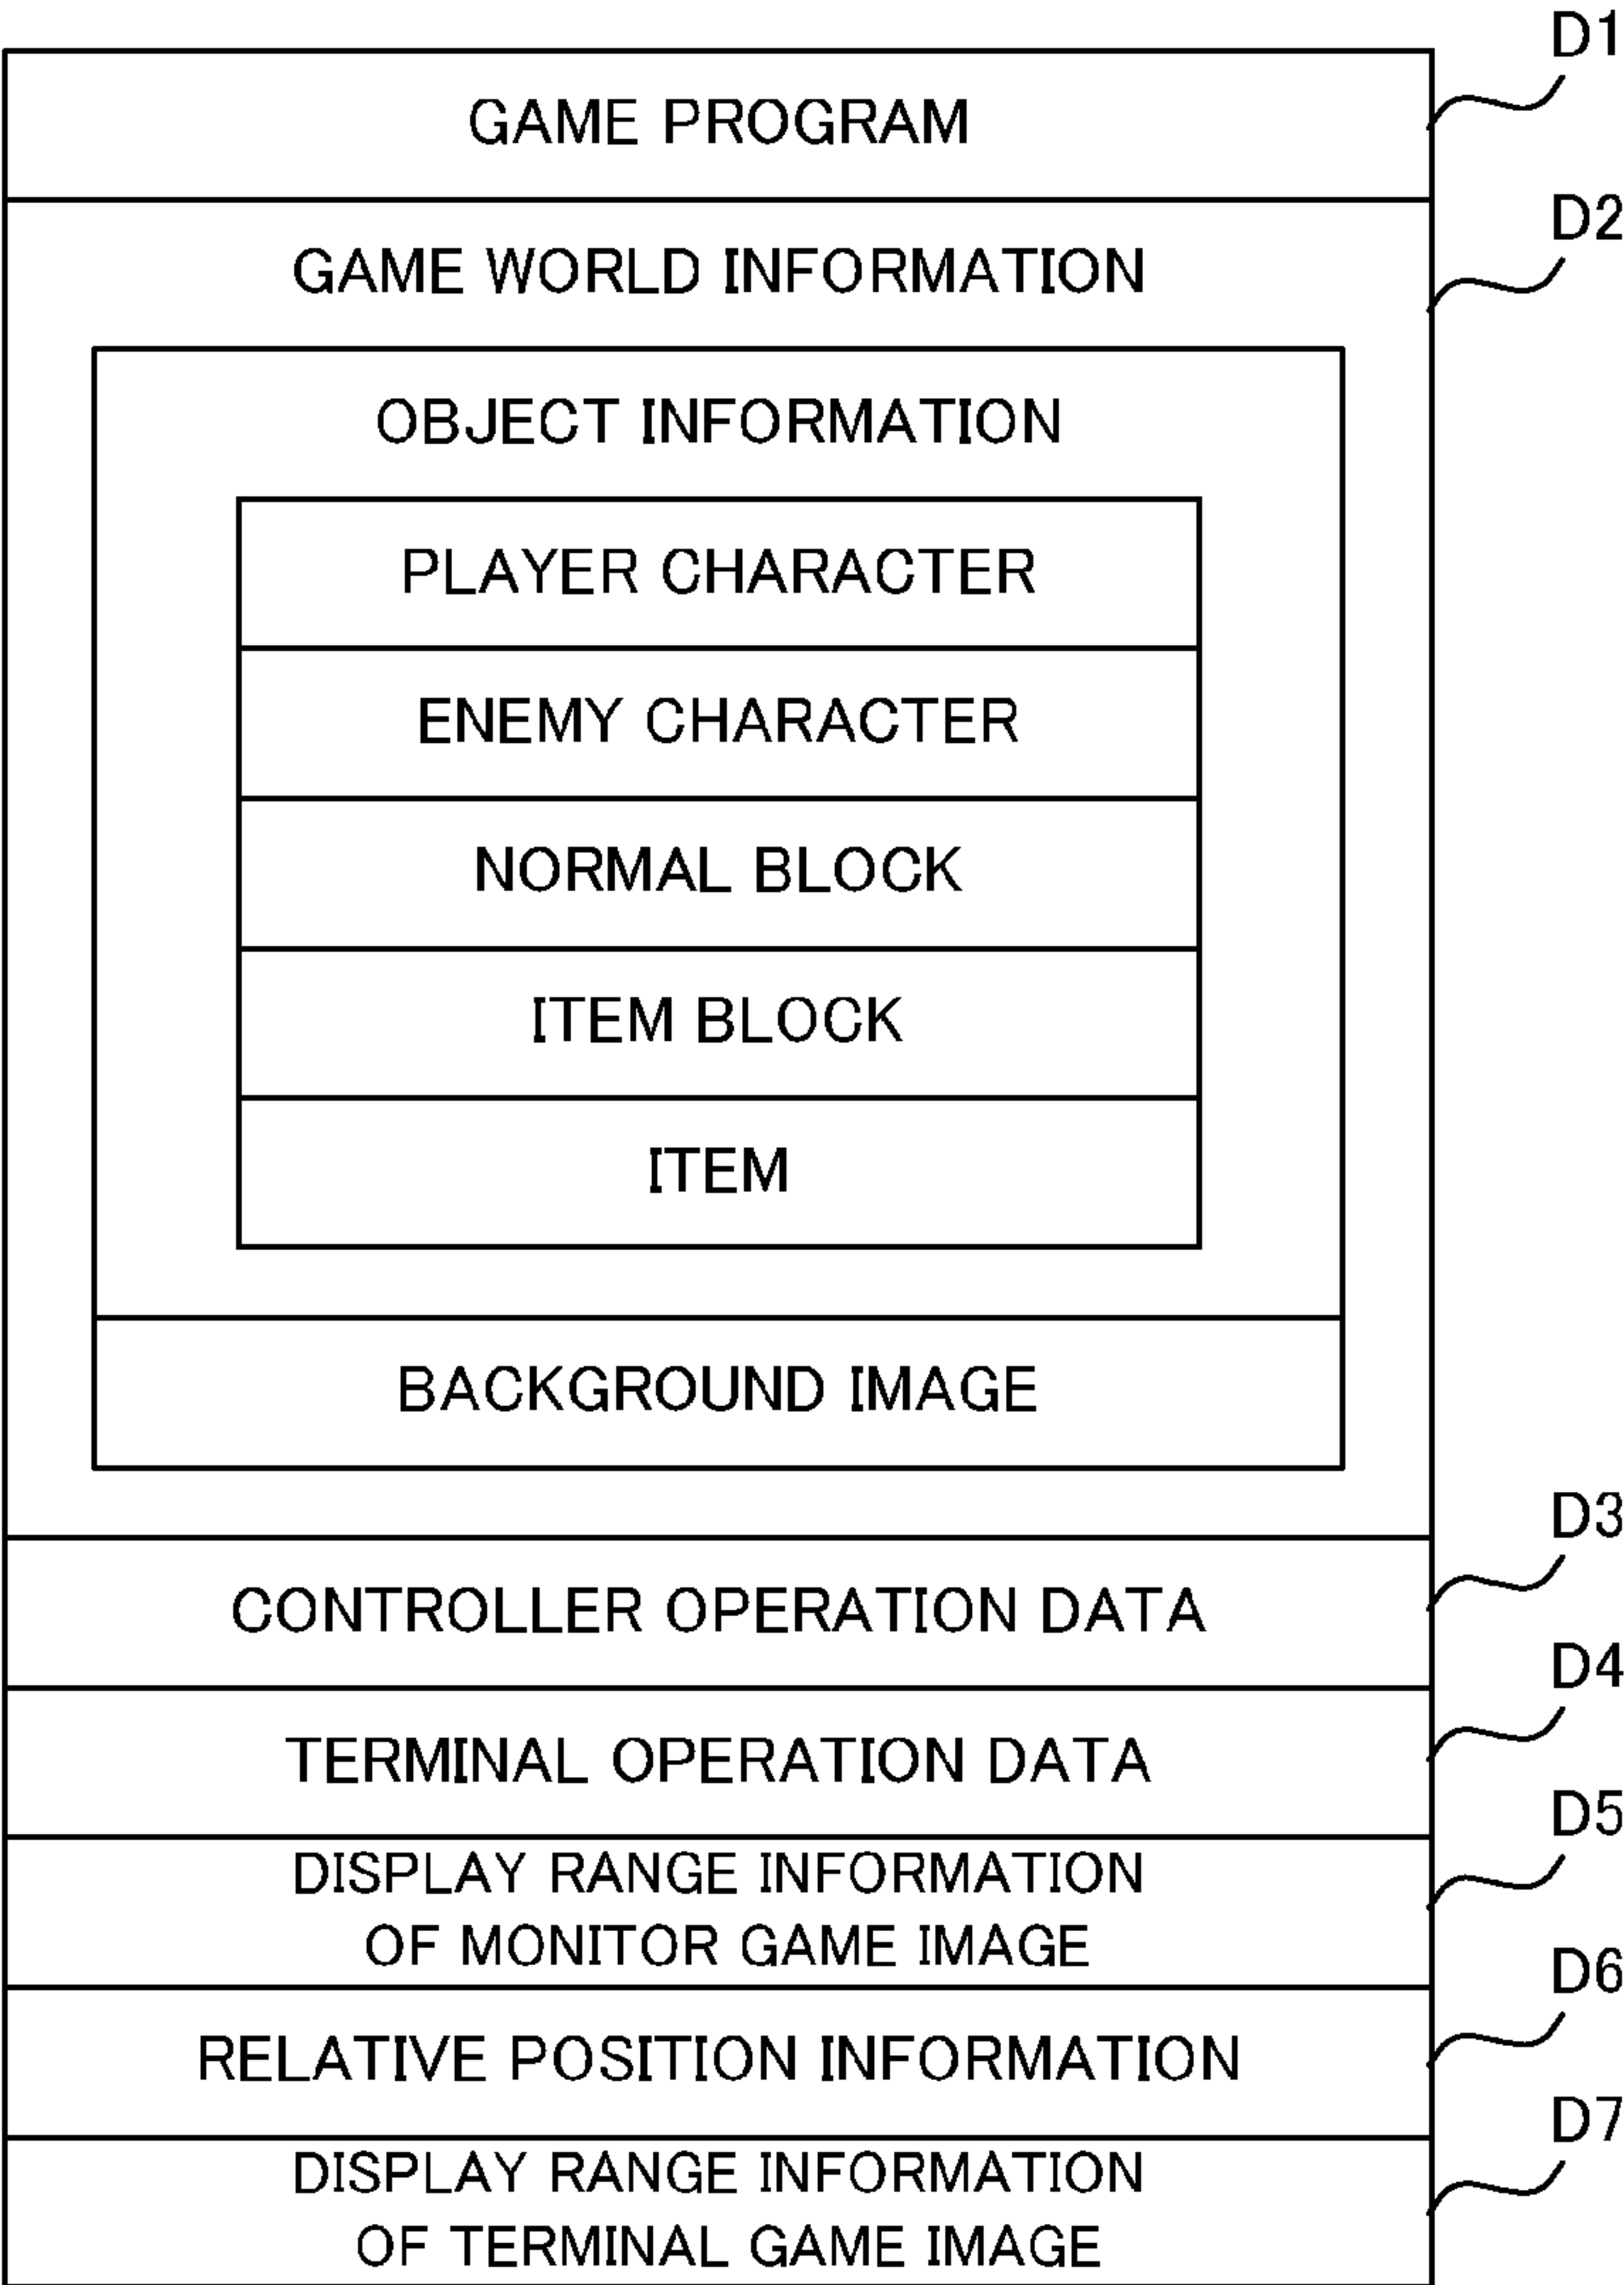 D1
GAME PROGRAM
D2
GAME WORLD INFORMATION
OBJECT INFORMATION
PLAYER CHARACTER
ENEMY CHARACTER
NORMAL BLOCK
ITEM BLOCK
ITEM
BACKGROUND IMAGE
D3
CONTROLLER OPERATION DATA
D4
TERMINAL OPERATION DATA
D5
DISPLAY RANGE INFORMATION
OF MONITOR GAME IMAGE
D6
RELATIVE POSITION INFORMATION
D7
DISPLAY RANGE INFORMATION
OF TERMINAL GAME IMAGE